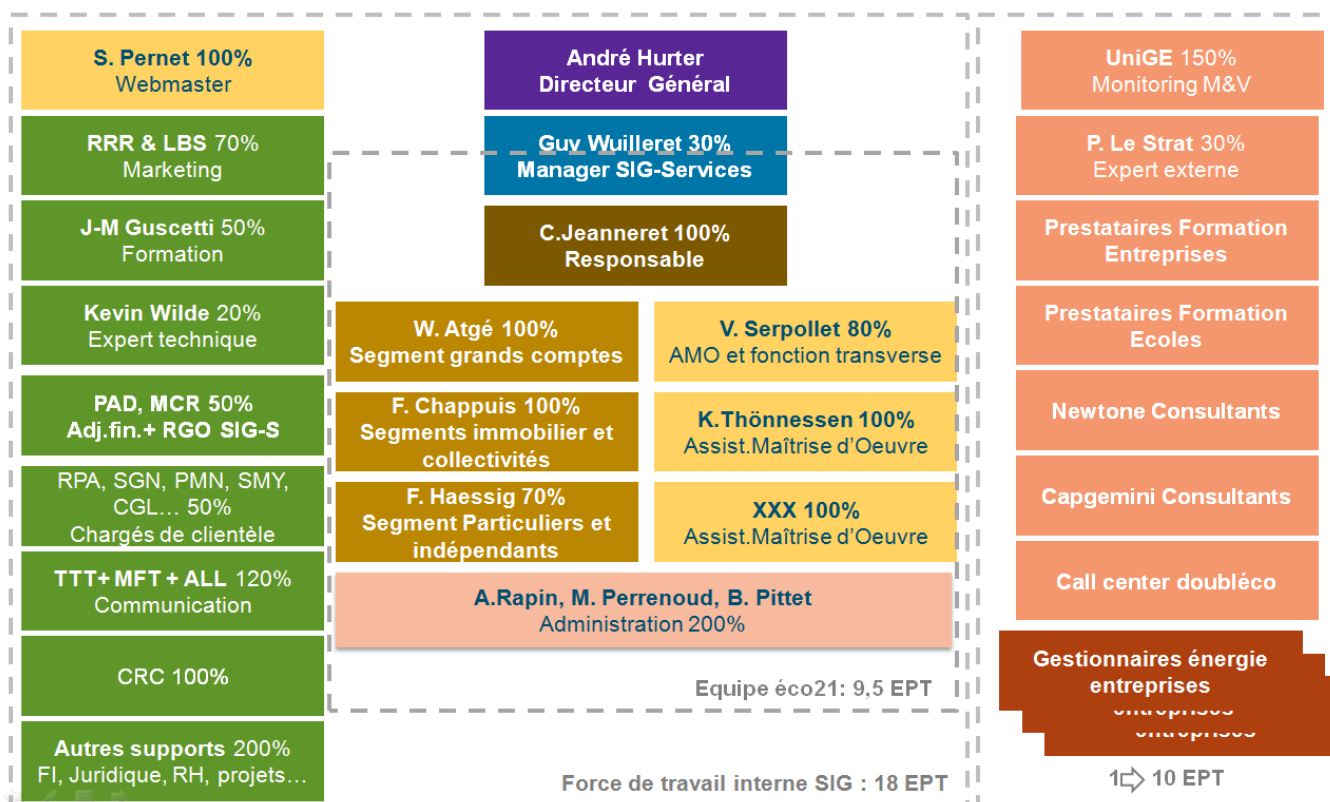 S. Pernet 100%
Webmaster
RRR & LBS 70%
Marketing
J-M Guscetti 50%
Formation
Kevin Wilde 20%
Expert technique
PAD, MCR 50%
Adj.fin.+ RGO SIG-S
RPA, SGN, PMN, SMY,
CGL... 50%
Chargés de clientèle
TTT+ MFT + ALL 120%
Communication
CRC 100%
Autres supports 200%
FI, Juridique, RH, projets...
André Hurter
Directeur Général
Guy Wuilleret 30%
Manager SIG-Services
C.Jeanneret 100%
Responsable
W. Atgé 100%
Segment grands comptes
F. Chappuis 100%
Segments immobilier et
collectivités
F. Haessig 70%
Segment Particuliers et
indépendants
V. Serpollet 80%
AMO et fonction transverse
K.Thönnessen 100%
Assist.Maîtrise d'Oeuvre
XXX 100%
Assist.Maîtrise d'Oeuvre
A.Rapin, M. Perrenoud, B. Pittet
Administration 200%
Equipe éco21: 9,5 EPT
Force de travail interne SIG : 18 EPT
UniGE 150%
Monitoring M&V
P. Le Strat 30%
Expert externe
Prestataires Formation
Entreprises
Prestataires Formation
Ecoles
Newtone Consultants
Capgemini Consultants
Call center doubléco
Gestionnaires énergie
entreprises
entreprises
entreprises
1⇨ 10 EPT